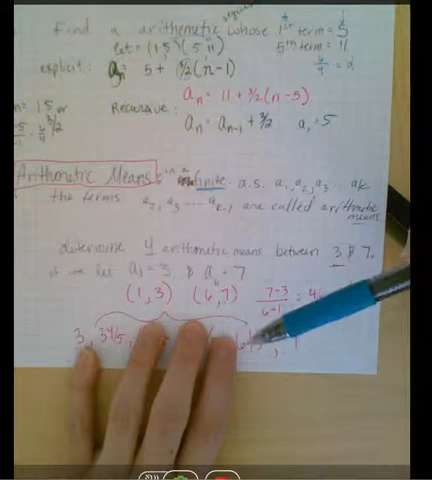 sequence
Find a arithmetic whose 1st term = 5
let = (1 5) (5 11) 5th term = 11
explicit: an = 5 + 3/2(n-1) 6/4 = d
an = 11 + 3/2(n-5)
n = 15 or
Recursive: an = an-1 + 3/2 a1 = 5
Arithmetic Means: in a finite a.s. a1, a2, a3 ... ak
the terms a2, a3 ... ak-1 are called arithmetic
means.
determine 4 arithmetic means between 3 & 7.
if we let a1 = 3 & a6 = 7
(1, 3) (6, 7) 7-3/6-1 = 4/
3, 3 4/5,